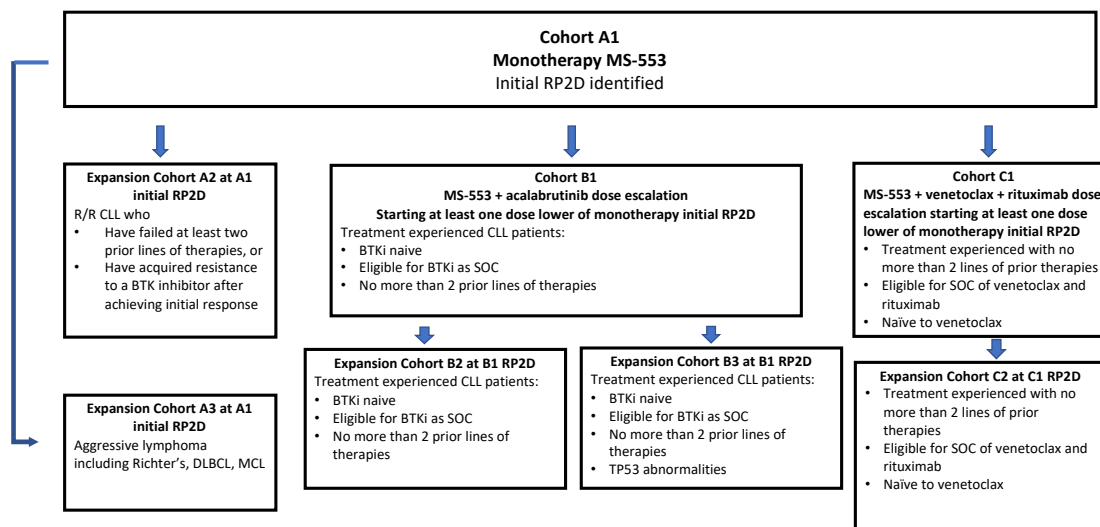 Cohort A1
Monotherapy MS-553
Initial RP2D identified
Expansion Cohort A2 at A1
initial RP2D
R/R CLL who
• Have failed at least two
prior lines of therapies, or
• Have acquired resistance
to a BTK inhibitor after
achieving initial response
Cohort B1
MS-553 + acalabrutinib dose escalation
Starting at least one dose lower of monotherapy initial RP2D
Treatment experienced CLL patients:
• BTKi naive
• Eligible for BTKi as SOC
• No more than 2 prior lines of therapies
Cohort C1
MS-553 + venetoclax + rituximab dose
escalation starting at least one dose
lower of monotherapy initial RP2D
• Treatment experienced with no
more than 2 lines of prior therapies
• Eligible for SOC of venetoclax and
rituximab
• Naïve to venetoclax
Expansion Cohort A3 at A1
initial RP2D
Aggressive lymphoma
including Richter's, DLBCL, MCL
Expansion Cohort B2 at B1 RP2D
Treatment experienced CLL patients:
• BTKi naive
• Eligible for BTKi as SOC
• No more than 2 prior lines of
therapies
Expansion Cohort B3 at B1 RP2D
Treatment experienced CLL patients:
• BTKi naive
• Eligible for BTKi as SOC
• No more than 2 prior lines of
therapies
• TP53 abnormalities
Expansion Cohort C2 at C1 RP2D
• Treatment experienced with no
more than 2 lines of prior
therapies
• Eligible for SOC of venetoclax and
rituximab
• Naïve to venetoclax